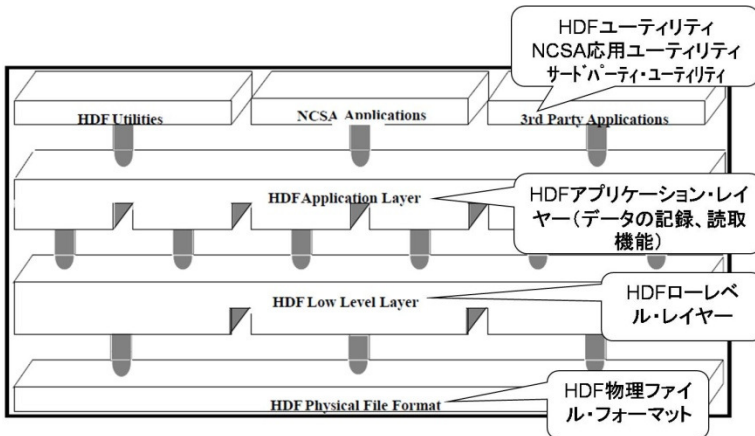 HDFユーティリティ
NCSA応用ユーティリティ
サードパーティ・ユーティリティ
HDF Utilities
NCSA Applications
3rd Party Applications
HDF Application Layer
HDFアプリケーション・レイ
ヤー(データの記録、読取
機能)
HDF Low Level Layer
HDFローレベ
ル・レイヤー
HDF Physical File Format
HDF物理ファイ
ル・フォーマット